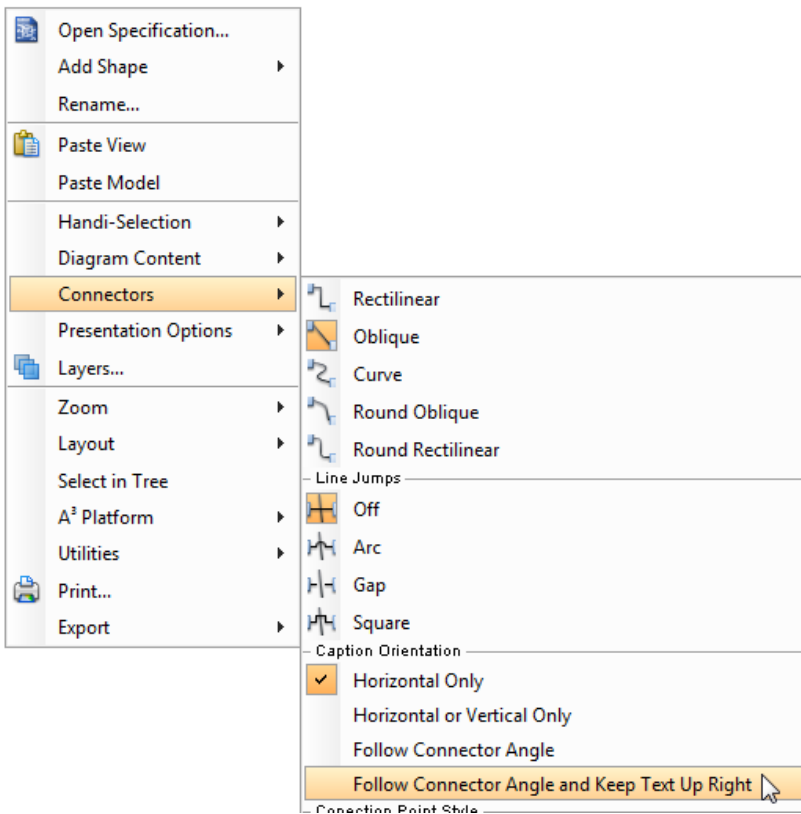 Open Specification...
Add Shape
Rename...
Paste View
Paste Model
Handi-Selection
Diagram Content
Connectors
Presentation Options
Layers...
Zoom
Layout
Select in Tree
A³ Platform
Utilities
Print...
Export
Rectilinear
Oblique
Curve
Round Oblique
Round Rectilinear
Line Jumps
Off
Arc
Gap
Square
Caption Orientation
Horizontal Only
Horizontal or Vertical Only
Follow Connector Angle
Follow Connector Angle and Keep Text Up Right
Conection Point Style